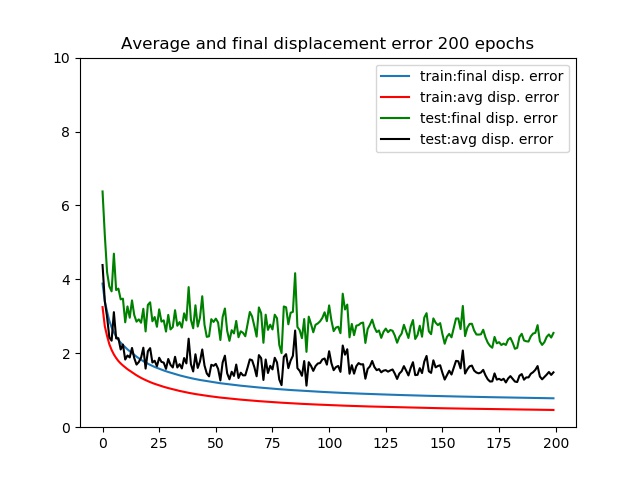 Average and final displacement error 200 epochs
train:final disp. error
train:avg disp. error
test:final disp. error
test:avg disp. error
10
8
6
4
2
0
0 25 50 75 100 125 150 175 200